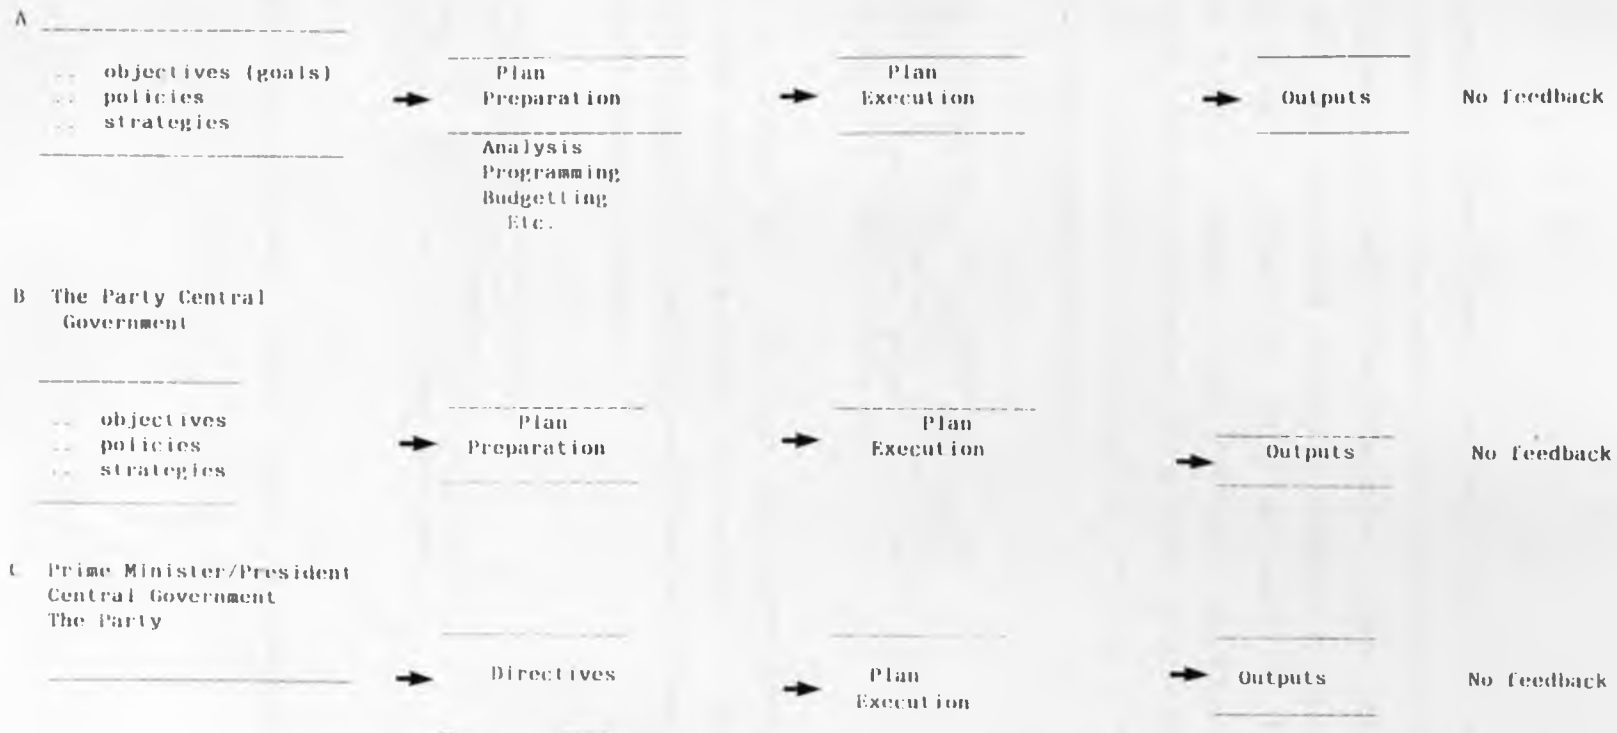 A
.. objectives (goals)
.. policies
.. strategies
Plan
Preparation
Analysis
Programming
Budgetting
Etc.
Plan
Execution
Outputs
No feedback
B The Party Central
Government
.. objectives
.. policies
.. strategies
Plan
Preparation
Plan
Execution
Outputs
No feedback
C Prime Minister/President
Central Government
The Party
Directives
Plan
Execution
Outputs
No feedback